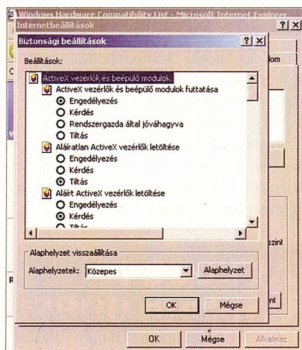 Windows Hardware Compatibility List - Microsoft Internet Explorer
Internetbeállítások
Biztonsági beállítások
Beállítások:
ActiveX vezérlők és beépülő modulok.
ActiveX vezérlők és beépülő modulok futtatása
Engedélyezés
Kérdés
Rendszergazda által jóváhagyva
Tiltás
Aláíratlan ActiveX vezérlők letöltése
Engedélyezés
Kérdés
Tiltás
Aláírt ActiveX vezérlők letöltése
Engedélyezés
Kérdés
Tiltás
Alaphelyzet visszaállítása
Alaphelyzetek:
Közepes
Alaphelyzet
OK
Mégse
OK
Mégse
Alkalmaz